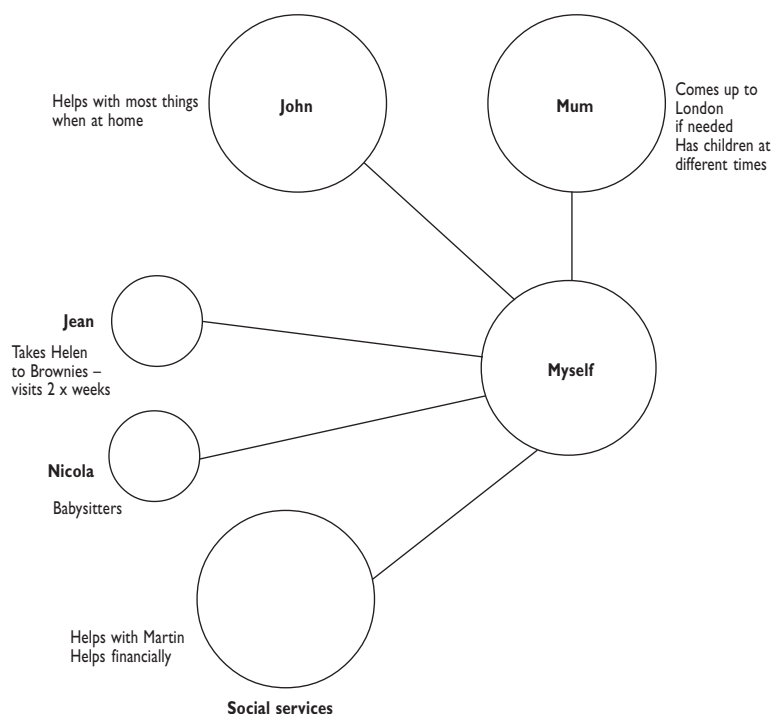 Helps with most things
when at home
John
Mum
Comes up to
London
if needed
Has children at
different times
Jean
Takes Helen
to Brownies –
visits 2 x weeks
Myself
Nicola
Babysitters
Helps with Martin
Helps financially
Social services